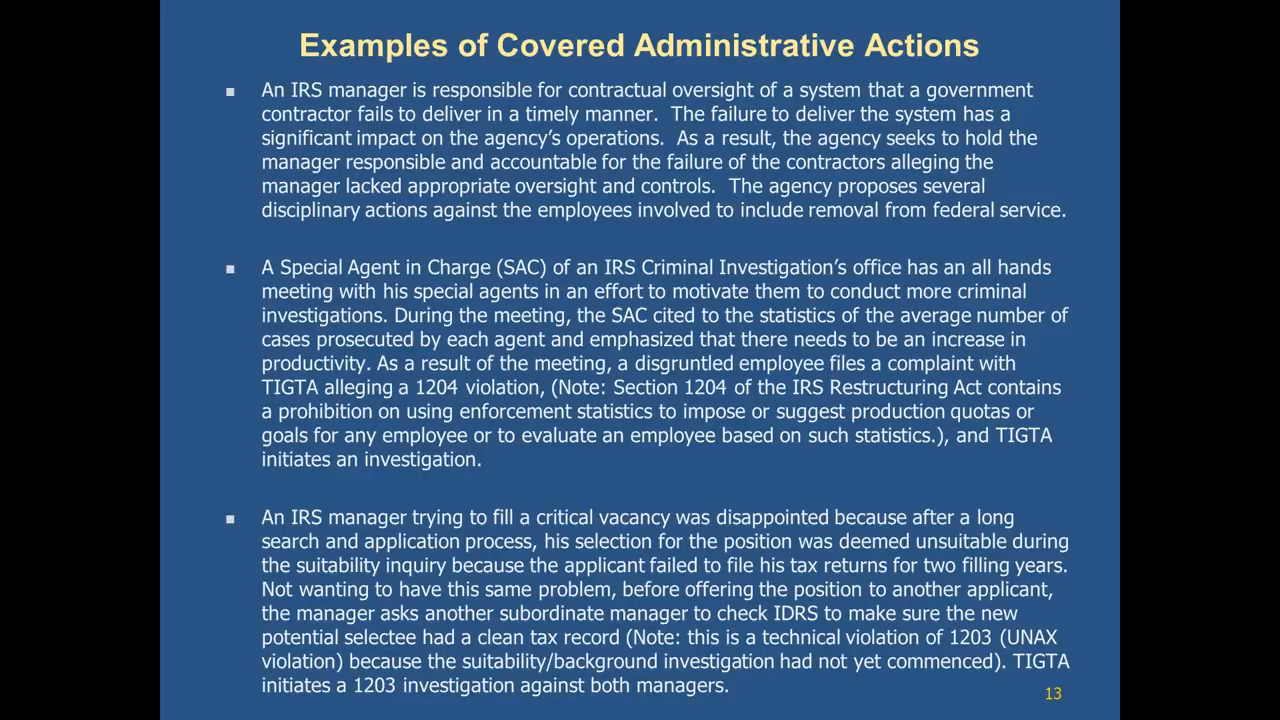 Examples of Covered Administrative Actions
An IRS manager is responsible for contractual oversight of a system that a government
contractor fails to deliver in a timely manner.  The failure to deliver the system has a
significant impact on the agency's operations.  As a result, the agency seeks to hold the
manager responsible and accountable for the failure of the contractors alleging the
manager lacked appropriate oversight and controls.  The agency proposes several
disciplinary actions against the employees involved to include removal from federal service.
A Special Agent in Charge (SAC) of an IRS Criminal Investigation's office has an all hands
meeting with his special agents in an effort to motivate them to conduct more criminal
investigations. During the meeting, the SAC cited to the statistics of the average number of
cases prosecuted by each agent and emphasized that there needs to be an increase in
productivity. As a result of the meeting, a disgruntled employee files a complaint with
TIGTA alleging a 1204 violation, (Note: Section 1204 of the IRS Restructuring Act contains
a prohibition on using enforcement statistics to impose or suggest production quotas or
goals for any employee or to evaluate an employee based on such statistics.), and TIGTA
initiates an investigation.
An IRS manager trying to fill a critical vacancy was disappointed because after a long
search and application process, his selection for the position was deemed unsuitable during
the suitability inquiry because the applicant failed to file his tax returns for two filling years.
Not wanting to have this same problem, before offering the position to another applicant,
the manager asks another subordinate manager to check IDRS to make sure the new
potential selectee had a clean tax record (Note: this is a technical violation of 1203 (UNAX
violation) because the suitability/background investigation had not yet commenced). TIGTA
initiates a 1203 investigation against both managers.
13